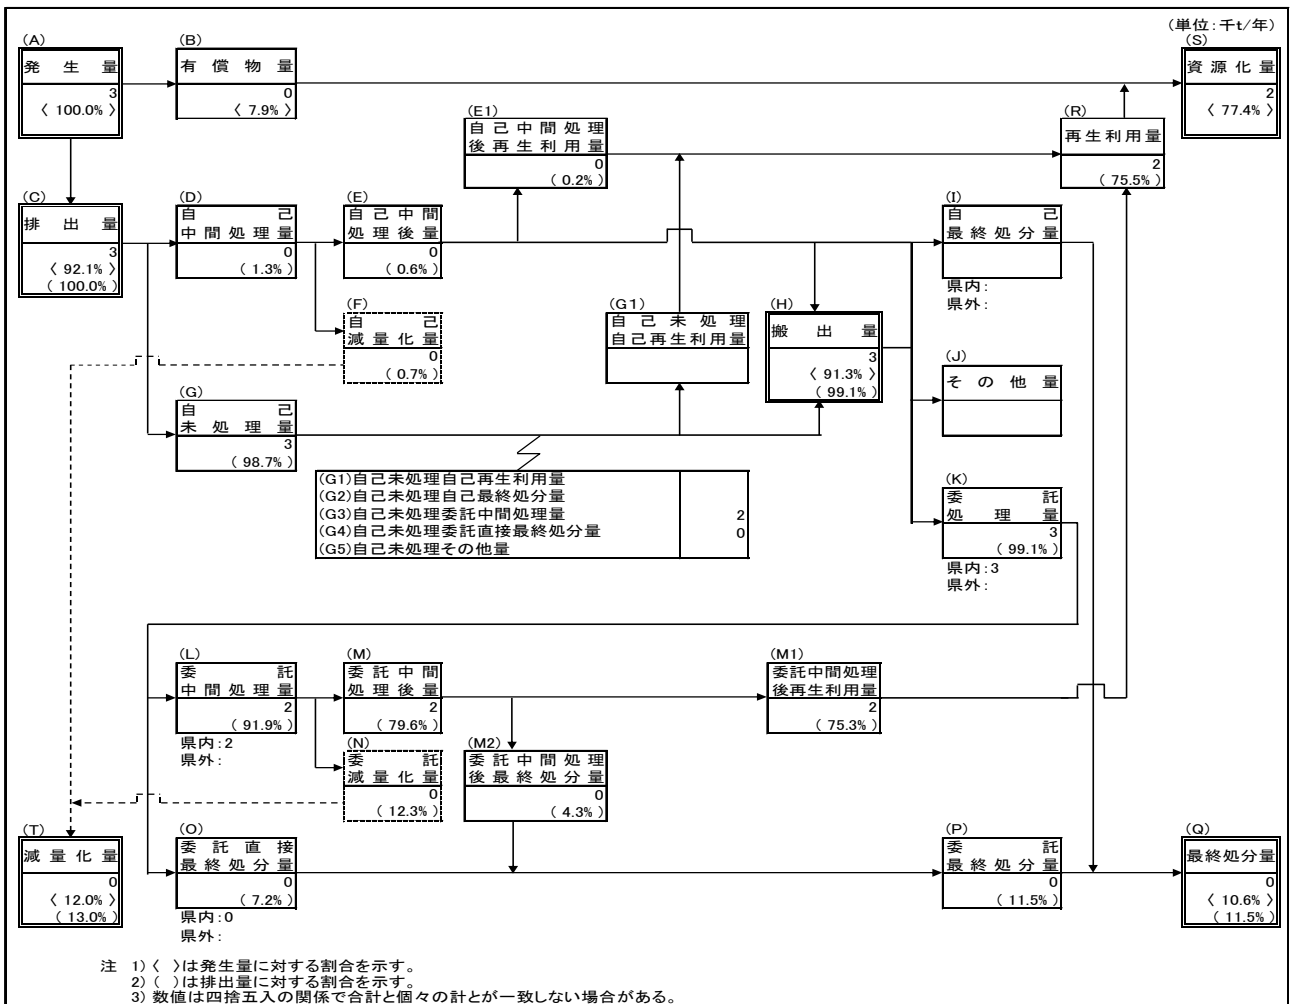 (単位:千t/年)
(A)
発生量
3
〈 100.0% 〉
(B)
有償物量
0
〈 7.9% 〉
(S)
資源化量
2
〈 77.4% 〉
(E1)
自己中間処理
後再生利用量
0
( 0.2% )
(R)
再生利用量
2
( 75.5% )
(C)
排出量
3
〈 92.1% 〉
( 100.0% )
(D)
自己
中間処理量
0
( 1.3% )
(E)
自己中間
処理後量
0
( 0.6% )
(I)
自己
最終処分量
県内:
県外:
(F)
自己
減量化量
0
( 0.7% )
(G1)
自己未処理
自己再生利用量
(H)
搬出量
3
〈 91.3% 〉
( 99.1% )
(J)
その他量
(G)
自己
未処理量
3
( 98.7% )
(G1)自己未処理自己再生利用量
(G2)自己未処理自己最終処分量
(G3)自己未処理委託中間処理量 2
(G4)自己未処理委託直接最終処分量 0
(G5)自己未処理その他量
(K)
委託
処理量
3
( 99.1% )
県内:3
県外:
(L)
委託
中間処理量
2
( 91.9% )
県内:2
県外:
(M)
委託中間
処理後量
2
( 79.6% )
(M1)
委託中間処理
後再生利用量
2
( 75.3% )
(N)
委託
減量化量
0
( 12.3% )
(M2)
委託中間処理
後最終処分量
0
( 4.3% )
(T)
減量化量
0
〈 12.0% 〉
( 13.0% )
(O)
委託直接
最終処分量
0
( 7.2% )
県内:0
県外:
(P)
委託
最終処分量
0
( 11.5% )
(Q)
最終処分量
0
〈 10.6% 〉
( 11.5% )
注 1)〈 〉は発生量に対する割合を示す。
2)( )は排出量に対する割合を示す。
3)数値は四捨五入の関係で合計と個々の計とが一致しない場合がある。